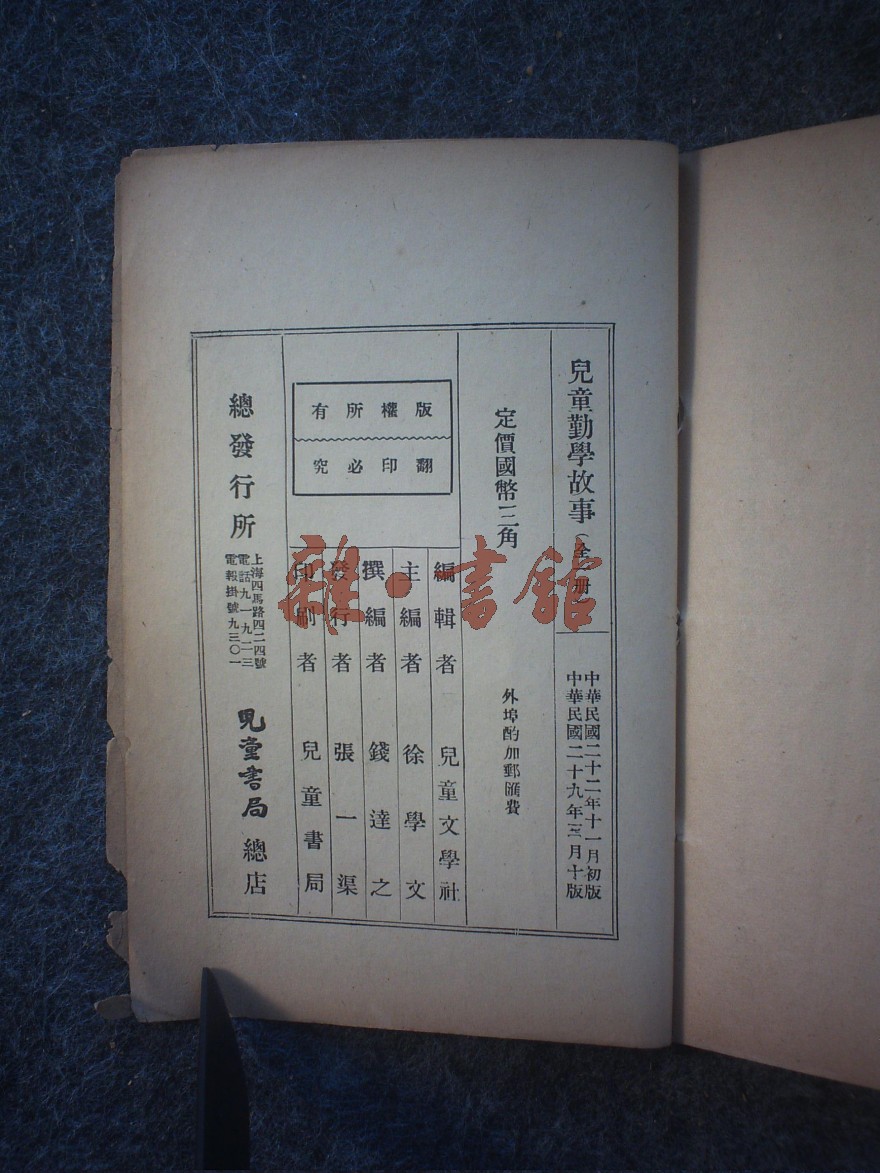 兒童勤學故事（全一册）
中華民國二十二年十一月初版
中華民國二十九年三月十版
定價國幣三角
外埠酌加郵匯費
版權所有
翻印必究
編輯者 兒童文學社
主編者 徐學文
撰編者 錢達之
發行者 張一渠
印刷者 兒童書局
總發行所
上海四馬路四二四號
電話九一九一三
電報掛號九三〇一
兒童書局 總店
雜·書館